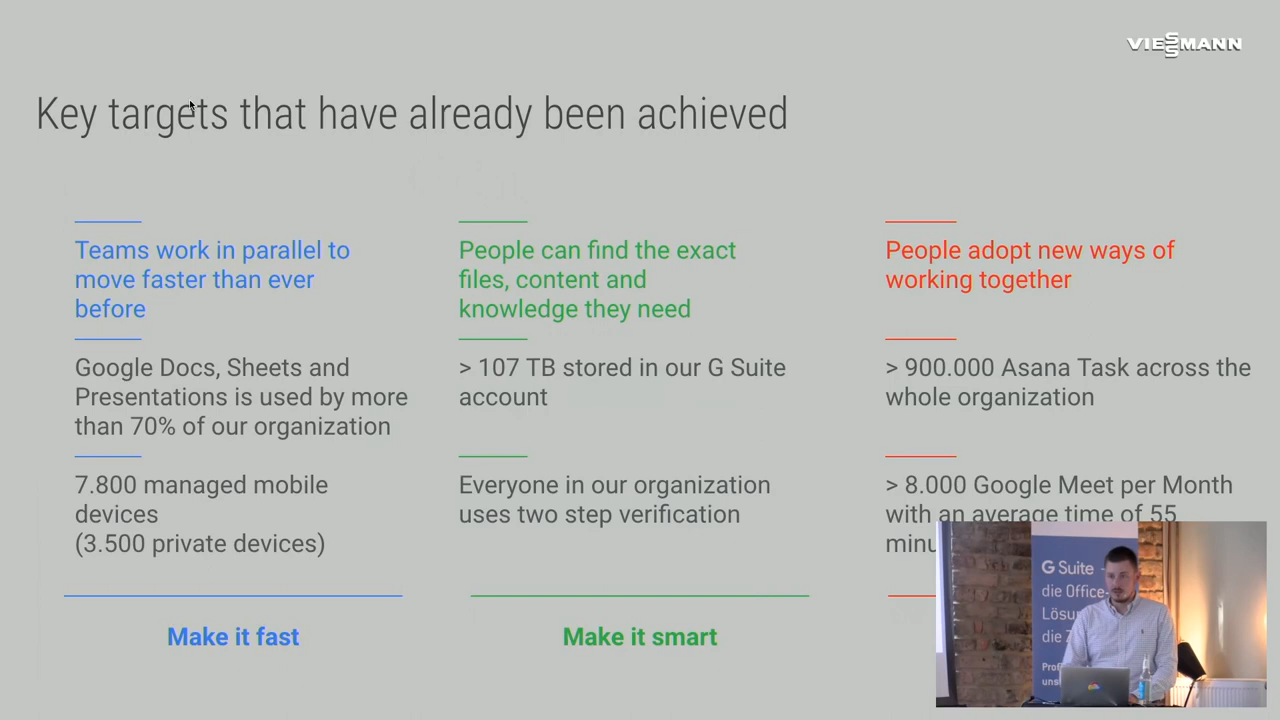 VIESSMANN
Key targets that have already been achieved
Teams work in parallel to
move faster than ever
before
Google Docs, Sheets and
Presentations is used by more
than 70% of our organization
7.800 managed mobile
devices
(3.500 private devices)
Make it fast
People can find the exact
files, content and
knowledge they need
> 107 TB stored in our G Suite
account
Everyone in our organization
uses two step verification
Make it smart
People adopt new ways of
working together
> 900.000 Asana Task across the
whole organization
> 8.000 Google Meet per Month
with an average time of 55
G Suite
die Office-
die